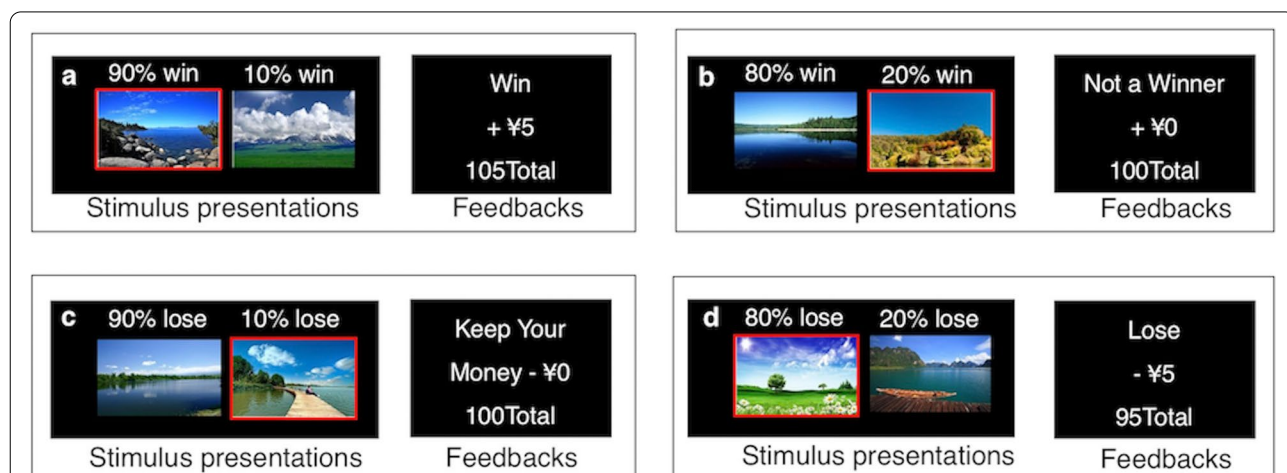 a 90% win 10% win
Win
+ ¥5
105Total
Stimulus presentations
Feedbacks
b 80% win 20% win
Not a Winner
+ ¥0
100Total
Stimulus presentations
Feedbacks
c 90% lose 10% lose
Keep Your
Money - ¥0
100Total
Stimulus presentations
Feedbacks
d 80% lose 20% lose
Lose
- ¥5
95Total
Stimulus presentations
Feedbacks